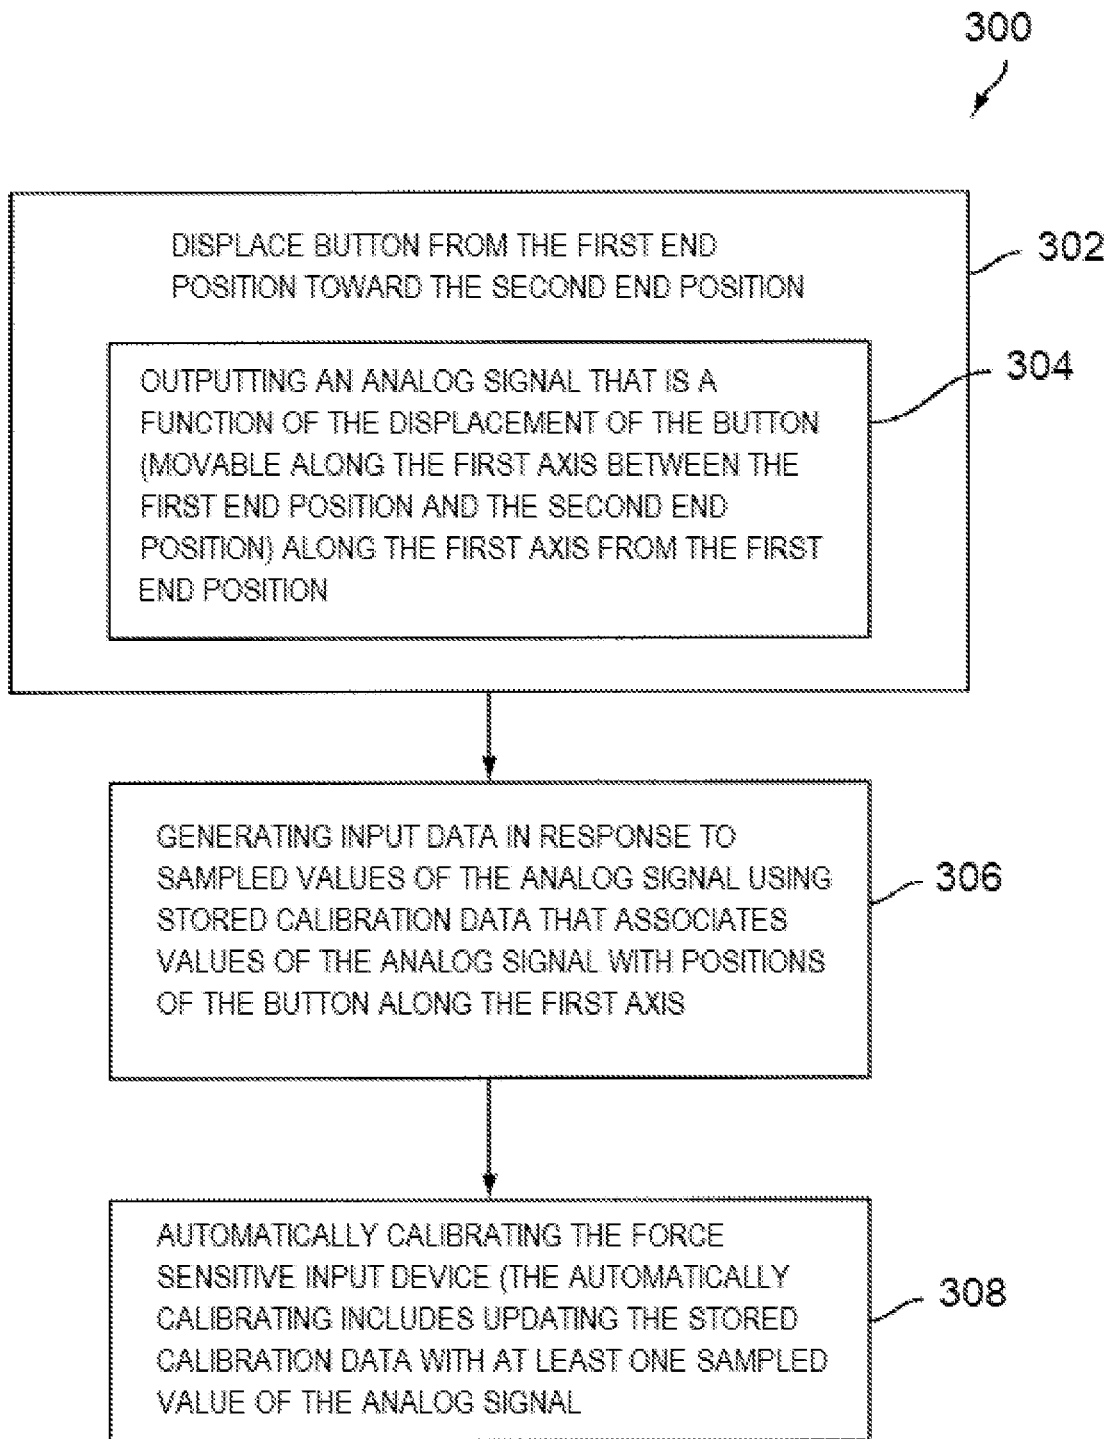 300
DISPLACE BUTTON FROM THE FIRST END
POSITION TOWARD THE SECOND END POSITION
302
OUTPUTTING AN ANALOG SIGNAL THAT IS A
FUNCTION OF THE DISPLACEMENT OF THE BUTTON
(MOVABLE ALONG THE FIRST AXIS BETWEEN THE
FIRST END POSITION AND THE SECOND END
POSITION) ALONG THE FIRST AXIS FROM THE FIRST
END POSITION
304
GENERATING INPUT DATA IN RESPONSE TO
SAMPLED VALUES OF THE ANALOG SIGNAL USING
STORED CALIBRATION DATA THAT ASSOCIATES
VALUES OF THE ANALOG SIGNAL WITH POSITIONS
OF THE BUTTON ALONG THE FIRST AXIS
306
AUTOMATICALLY CALIBRATING THE FORCE
SENSITIVE INPUT DEVICE (THE AUTOMATICALLY
CALIBRATING INCLUDES UPDATING THE STORED
CALIBRATION DATA WITH AT LEAST ONE SAMPLED
VALUE OF THE ANALOG SIGNAL
308